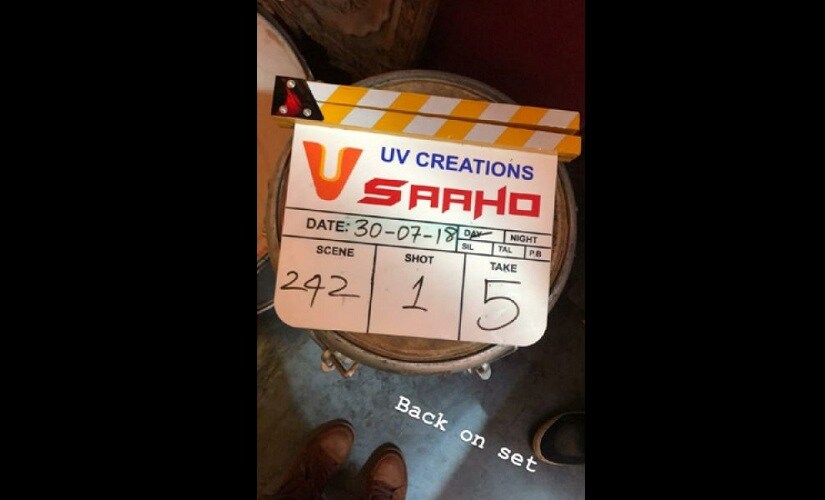 UV CREATIONS
SAAHO
DATE: 30-07-18 DAY NIGHT
SIL TAL P.B
SCENE SHOT TAKE
242 1 5
Back on set